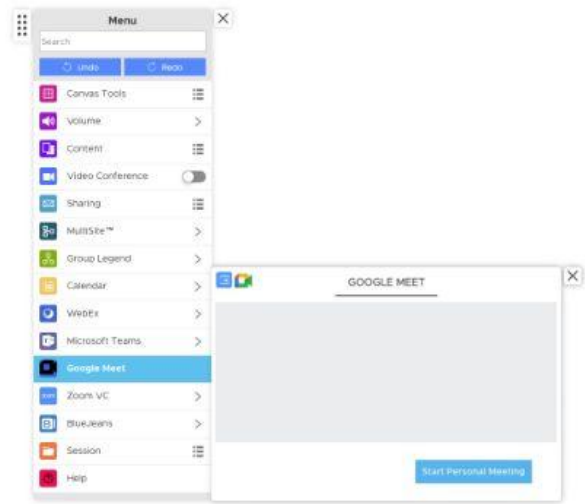 Menu
Search
Undo Redo
Canvas Tools
Volume
Content
Video Conference
Sharing
MultiSite™
Group Legend
Calendar
WebEx
Microsoft Teams
Google Meet
Zoom VC
BlueJeans
Session
Help
GOOGLE MEET
Start Personal Meeting